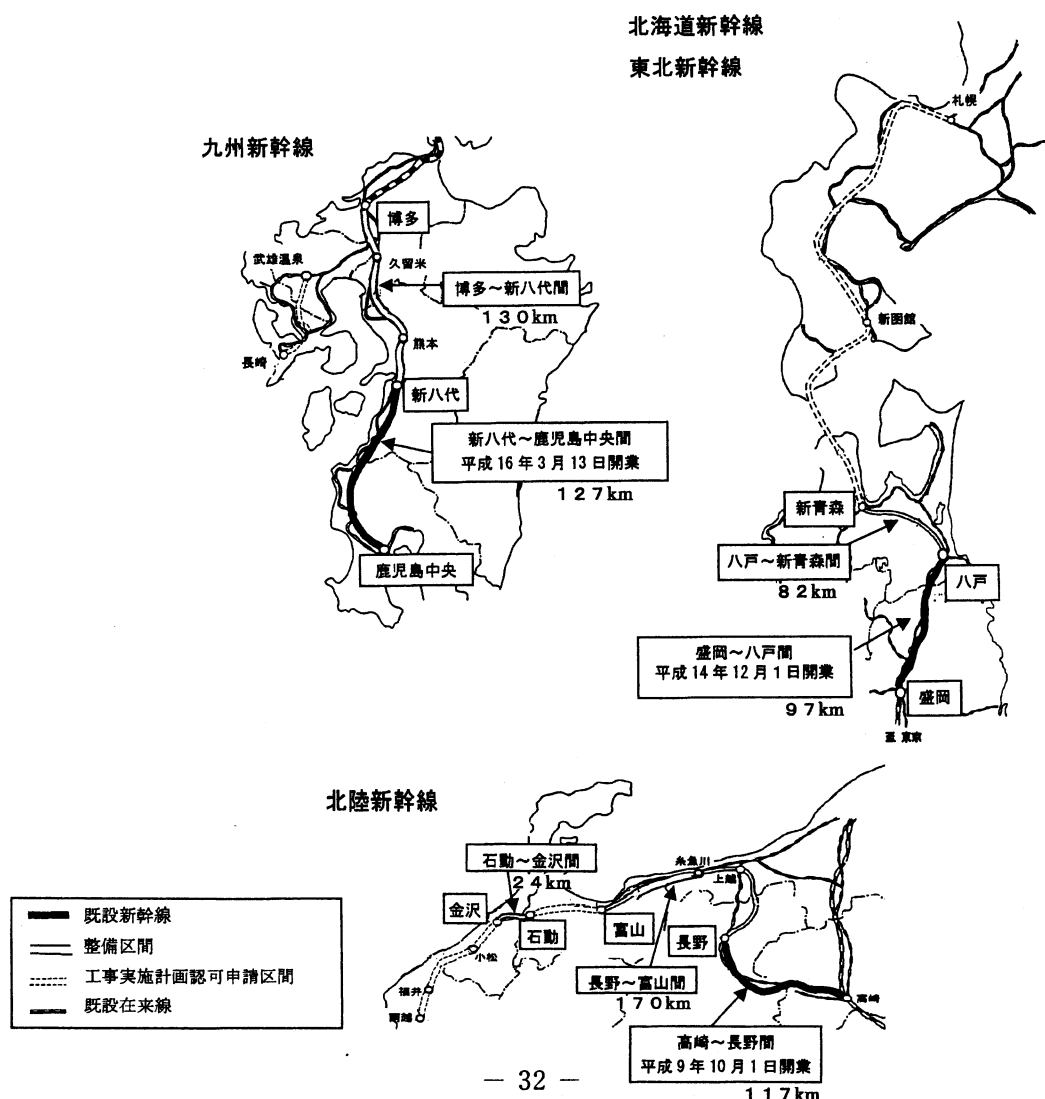 北海道新幹線
東北新幹線
札幌
新函館
新青森
八戸～新青森間
82km
八戸
盛岡～八戸間
平成14年12月1日開業
97km
盛岡
至 東京
九州新幹線
博多
武雄温泉
久留米
博多～新八代間
130km
長崎
熊本
新八代
新八代～鹿児島中央間
平成16年3月13日開業
127km
鹿児島中央
北陸新幹線
石動～金沢間
24km
糸魚川
上越
金沢
石動
富山
長野
小松
長野～富山間
170km
福井
南越
高崎
高崎～長野間
平成9年10月1日開業
117km
既設新幹線
整備区間
工事実施計画認可申請区間
既設在来線
― 32 ―